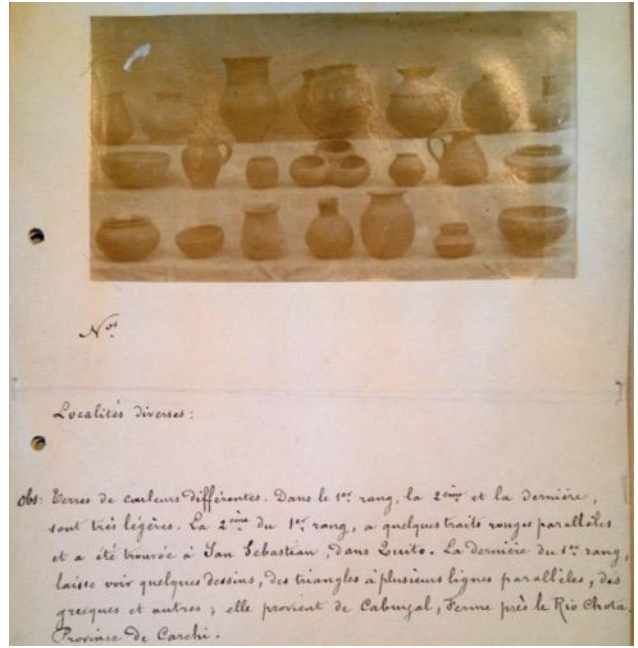 Nos
Localités diverses:
obs: Terres de couleurs différentes. Dans le 1er rang, la 2ème et la dernière,
sont très légères. La 2ème du 1er rang, a quelques traits rouges parallèles
et a été trouvée à San Sebastian, dans Quito. La dernière du 1er rang,
laisse voir quelques dessins, des triangles à plusieurs lignes parallèles, des
grecques et autres; elle provient de Cabuyal, Ferme près le Rio Chota
Province de Carchi.